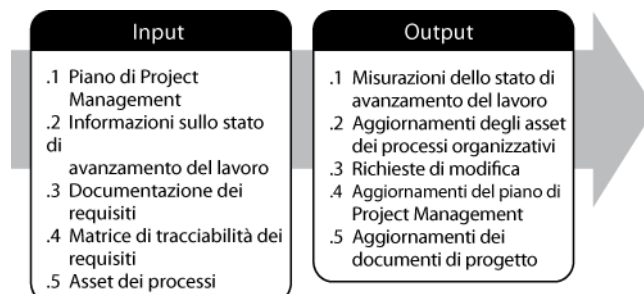 Input
.1 Piano di Project
Management
.2 Informazioni sullo stato
di
avanzamento del lavoro
.3 Documentazione dei
requisiti
.4 Matrice di tracciabilità dei
requisiti
.5 Asset dei processi
Output
.1 Misurazioni dello stato di
avanzamento del lavoro
.2 Aggiornamenti degli asset
dei processi organizzativi
.3 Richieste di modifica
.4 Aggiornamenti del piano di
Project Management
.5 Aggiornamenti dei
documenti di progetto